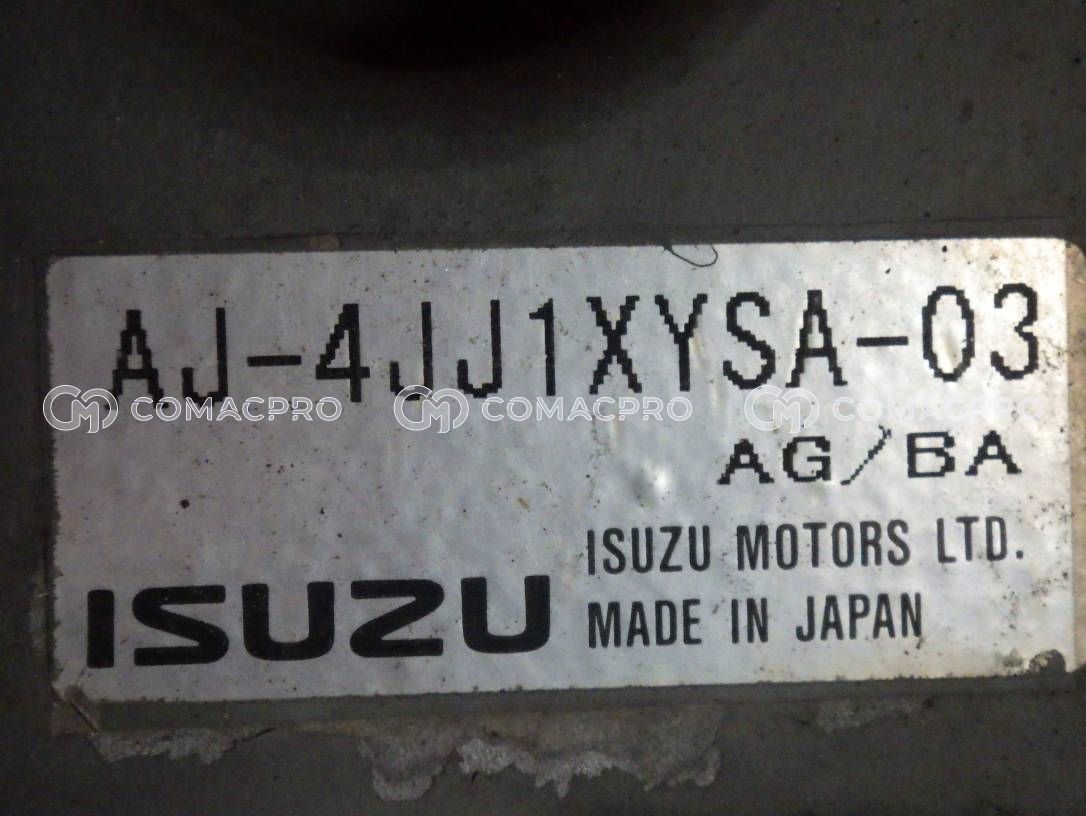 AJ-4JJ1XYSA-03
COMACPRO COMACPRO COMACPRO
AG/BA
ISUZU MOTORS LTD.
ISUZU
MADE IN JAPAN